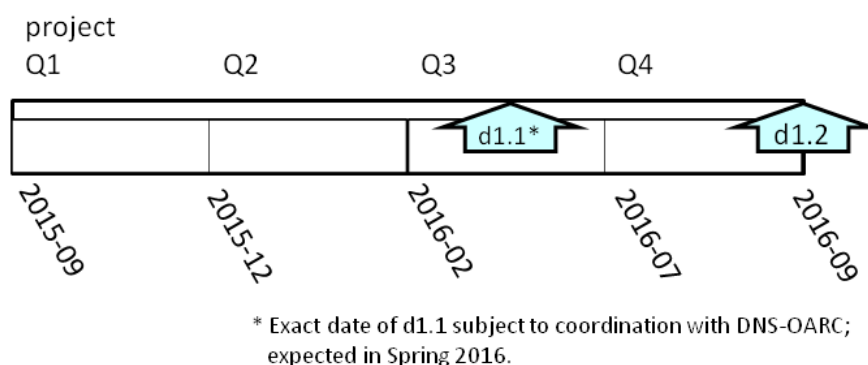 project
Q1 Q2 Q3 Q4
d1.1* d1.2
2015-09 2015-12 2016-02 2016-07 2016-09
* Exact date of d1.1 subject to coordination with DNS-OARC;
expected in Spring 2016.